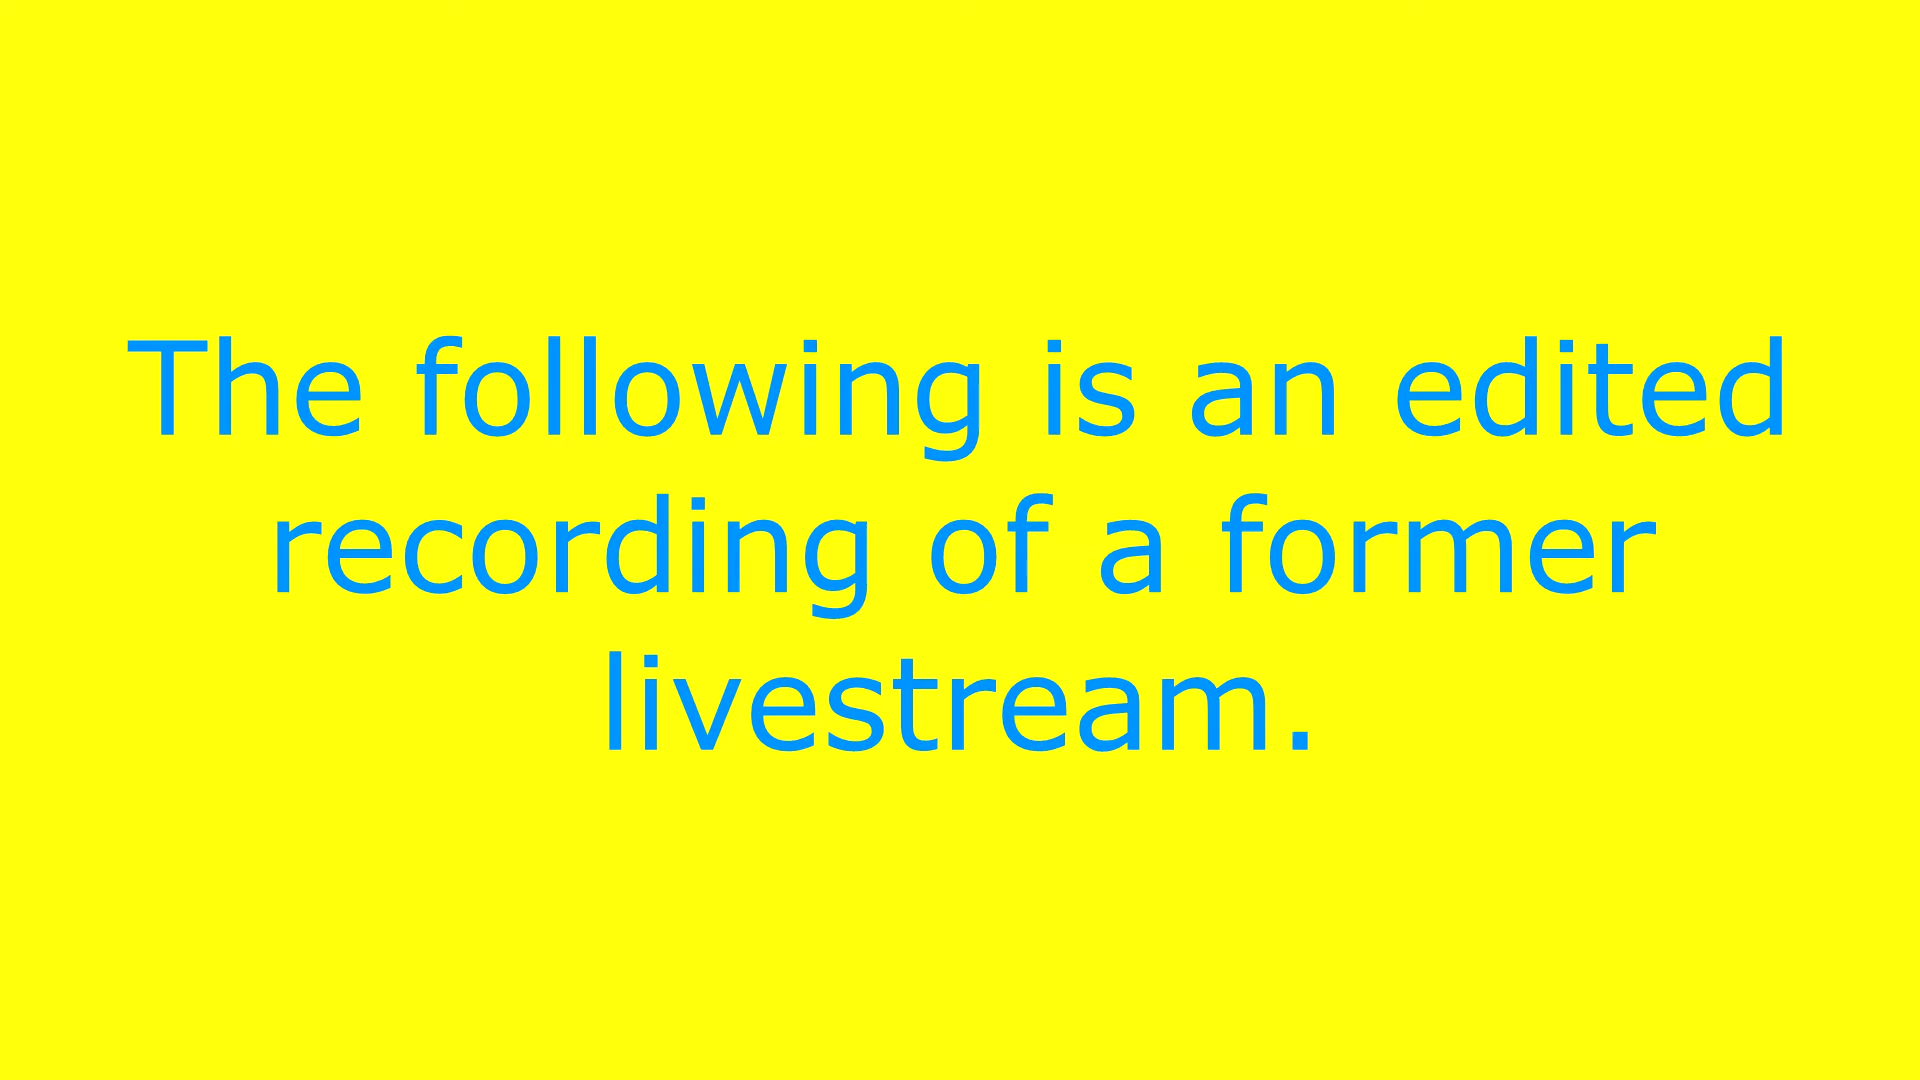 The following is an edited
recording of a former
livestream.